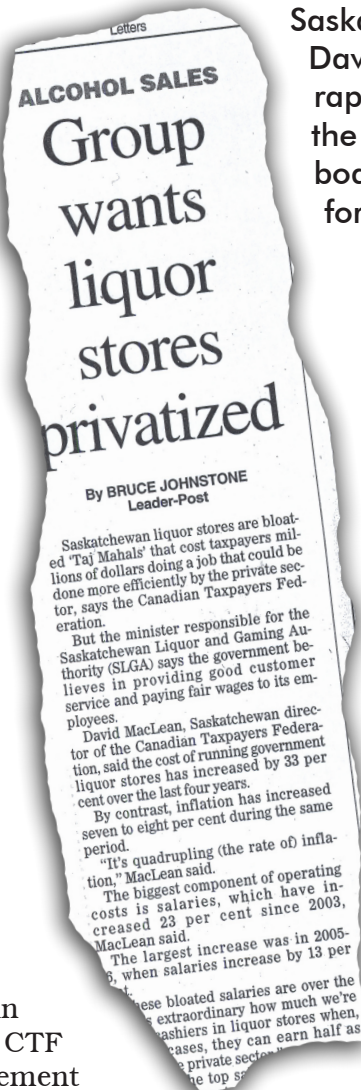 Letters
ALCOHOL SALES
Group
wants
liquor
stores
privatized
By BRUCE JOHNSTONE
Leader-Post
Saskatchewan liquor stores are bloat-
ed 'Taj Mahals' that cost taxpayers mil-
lions of dollars doing a job that could be
done more efficiently by the private sec-
tor, says the Canadian Taxpayers Fed-
eration.
But the minister responsible for the
Saskatchewan Liquor and Gaming Au-
thority (SLGA) says the government be-
lieves in providing good customer
service and paying fair wages to its em-
ployees.
David MacLean, Saskatchewan direc-
tor of the Canadian Taxpayers Federa-
tion, said the cost of running government
liquor stores has increased by 33 per
cent over the last four years.
By contrast, inflation has increased
seven to eight per cent during the same
period.
"It's quadrupling (the rate of) infla-
tion," MacLean said.
The biggest component of operating
costs is salaries, which have in-
creased 23 per cent since 2003,
MacLean said.
The largest increase was in 2005-
6, when salaries increase by 13 per
bloated salaries are over the
extraordinary how much we're
in liquor stores when,
cases, they can earn half as
private
top
Saska
Dav
rap
the
boa
for
in
CTF
ement